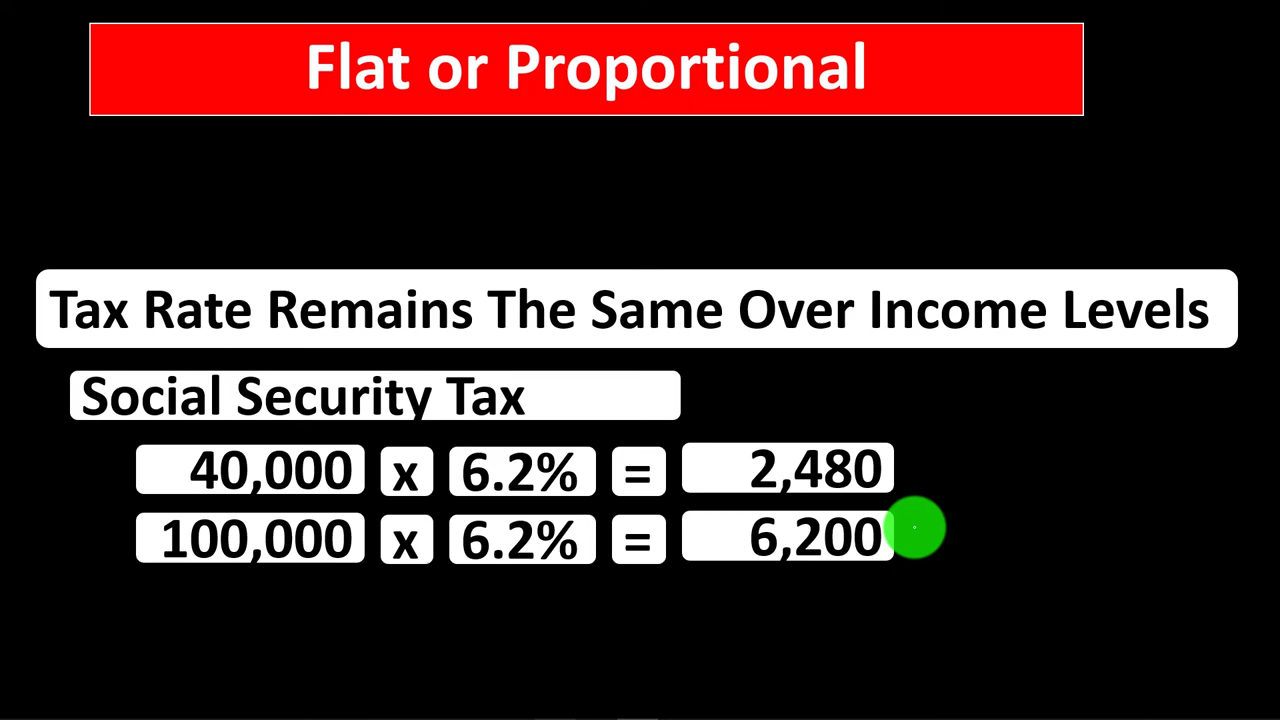 Flat or Proportional
Tax Rate Remains The Same Over Income Levels
Social Security Tax
40,000 x 6.2% = 2,480
100,000 x 6.2% = 6,200